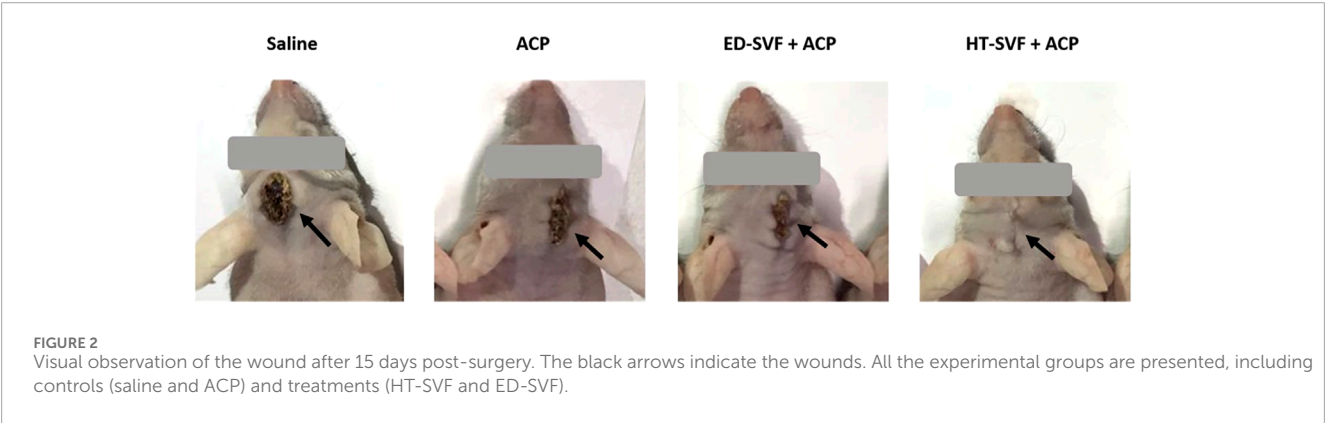 Saline ACP ED-SVF + ACP HT-SVF + ACP
FIGURE 2
Visual observation of the wound after 15 days post-surgery. The black arrows indicate the wounds. All the experimental groups are presented, including
controls (saline and ACP) and treatments (HT-SVF and ED-SVF).